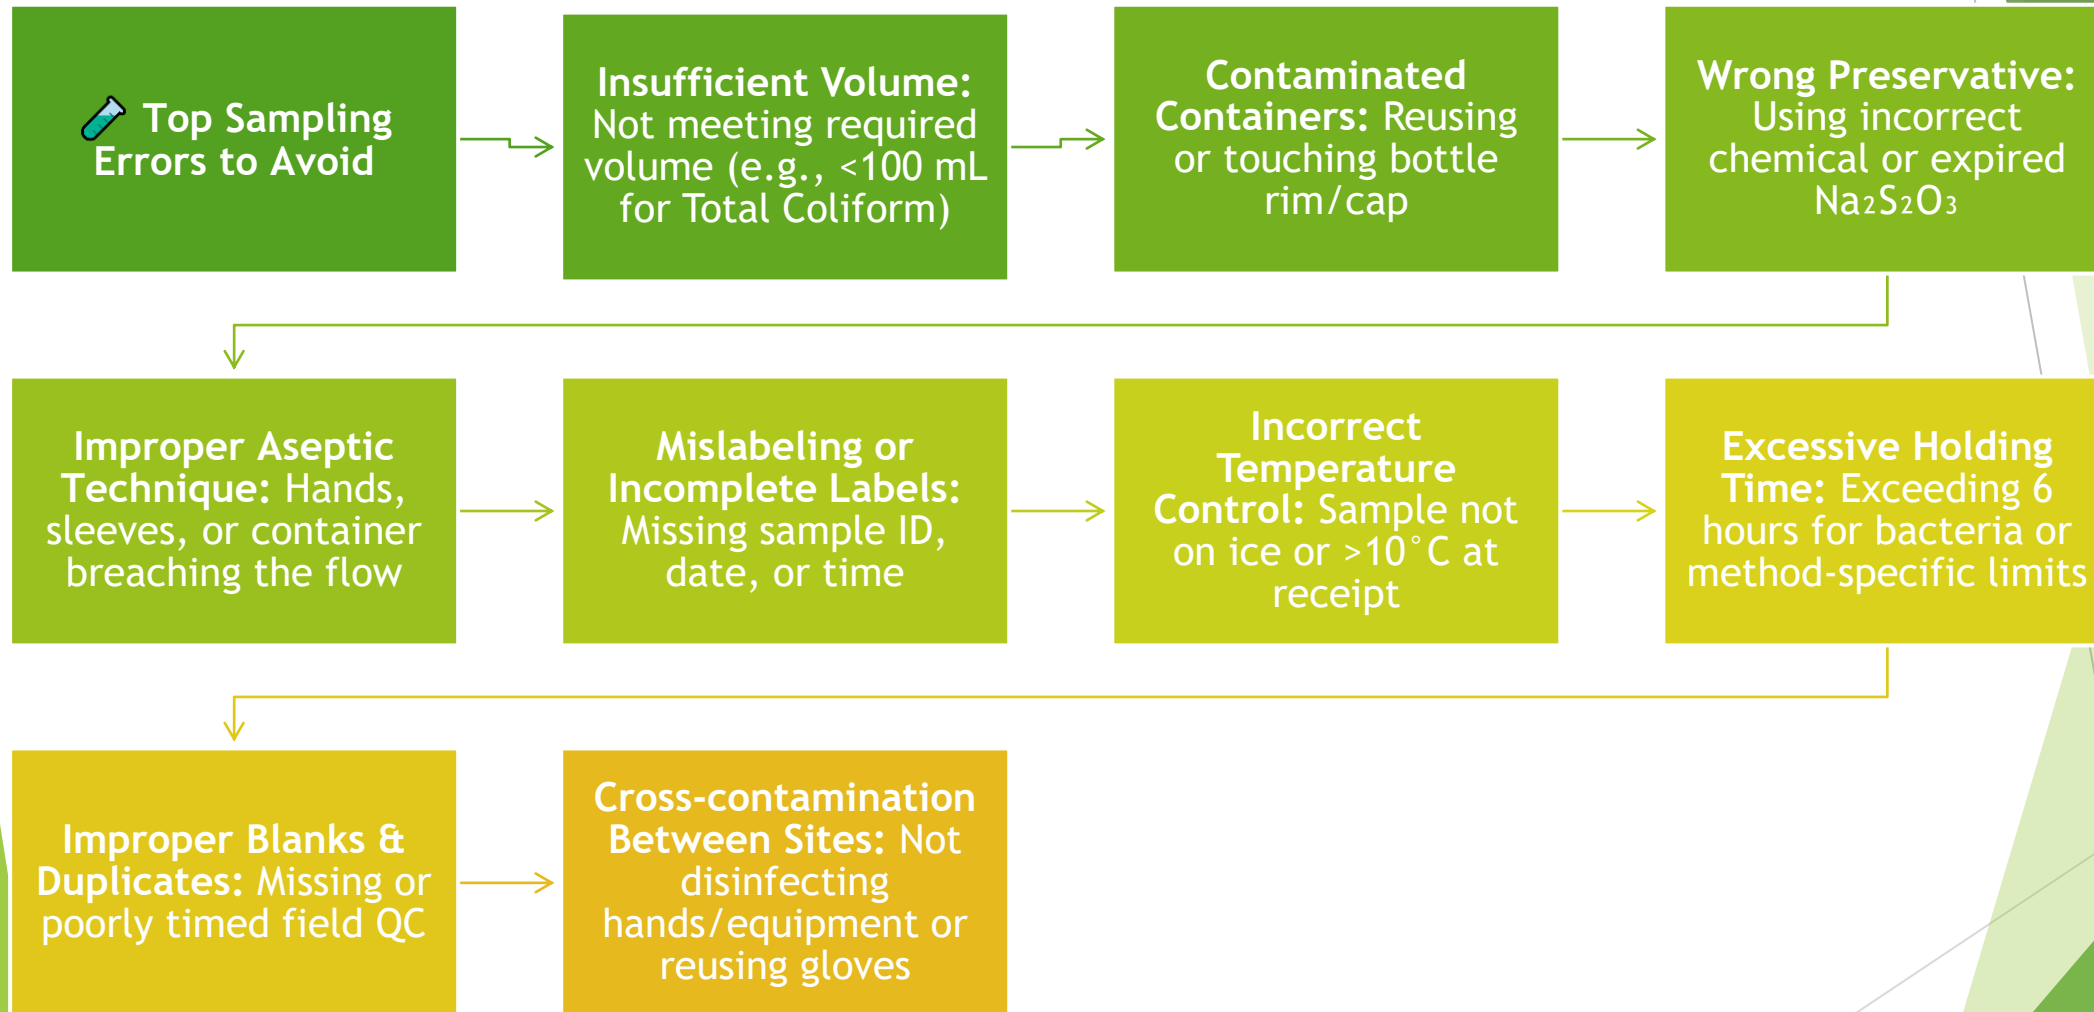 🧪 Top Sampling
Errors to Avoid
Insufficient Volume:
Not meeting required
volume (e.g., <100 mL
for Total Coliform)
Contaminated
Containers: Reusing
or touching bottle
rim/cap
Wrong Preservative:
Using incorrect
chemical or expired
Na₂S₂O₃
Improper Aseptic
Technique: Hands,
sleeves, or container
breaching the flow
Mislabeling or
Incomplete Labels:
Missing sample ID,
date, or time
Incorrect
Temperature
Control: Sample not
on ice or >10°C at
receipt
Excessive Holding
Time: Exceeding 6
hours for bacteria or
method-specific limits
Improper Blanks &
Duplicates: Missing or
poorly timed field QC
Cross-contamination
Between Sites: Not
disinfecting
hands/equipment or
reusing gloves